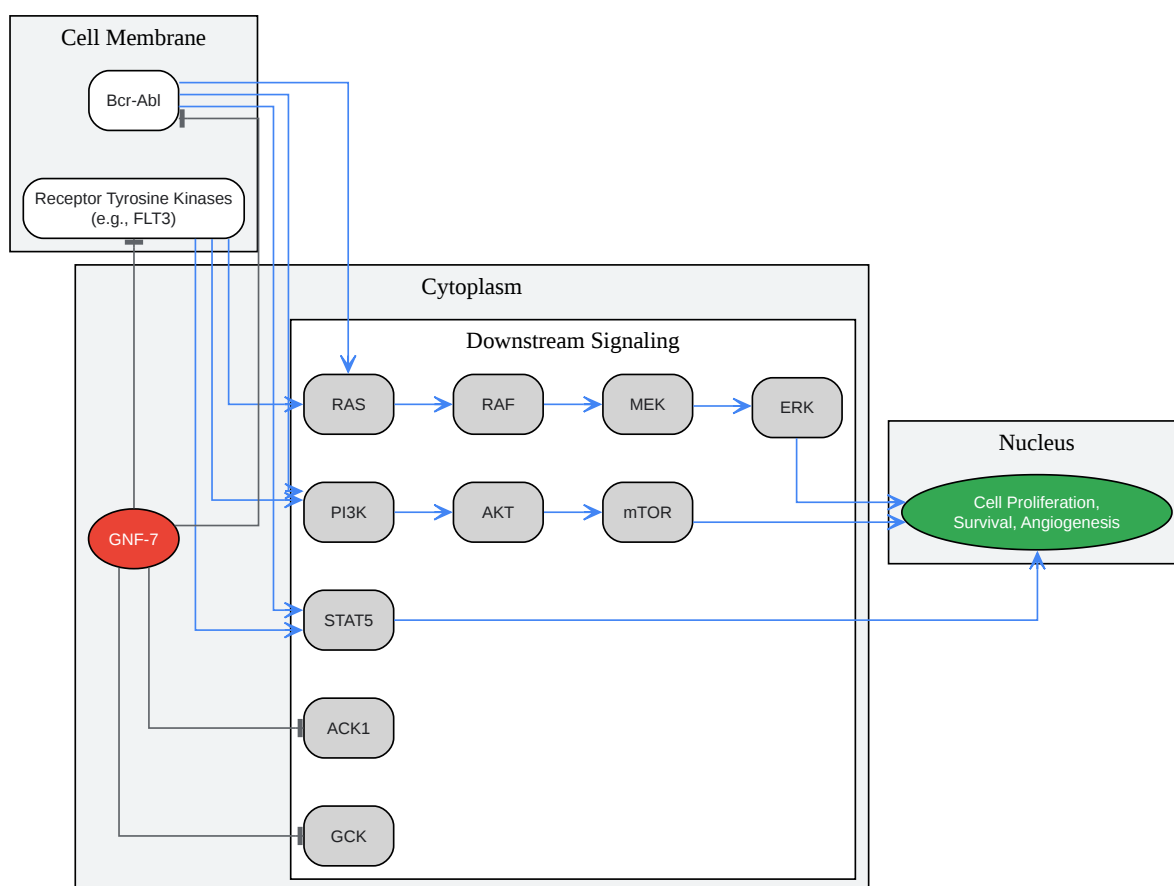 Cell Membrane
Bcr-Abl
Receptor Tyrosine Kinases
(e.g., FLT3)
Cytoplasm
Downstream Signaling
RAS
RAF
MEK
ERK
Nucleus
Cell Proliferation,
Survival, Angiogenesis
PI3K
AKT
mTOR
GNF-7
STAT5
ACK1
GCK